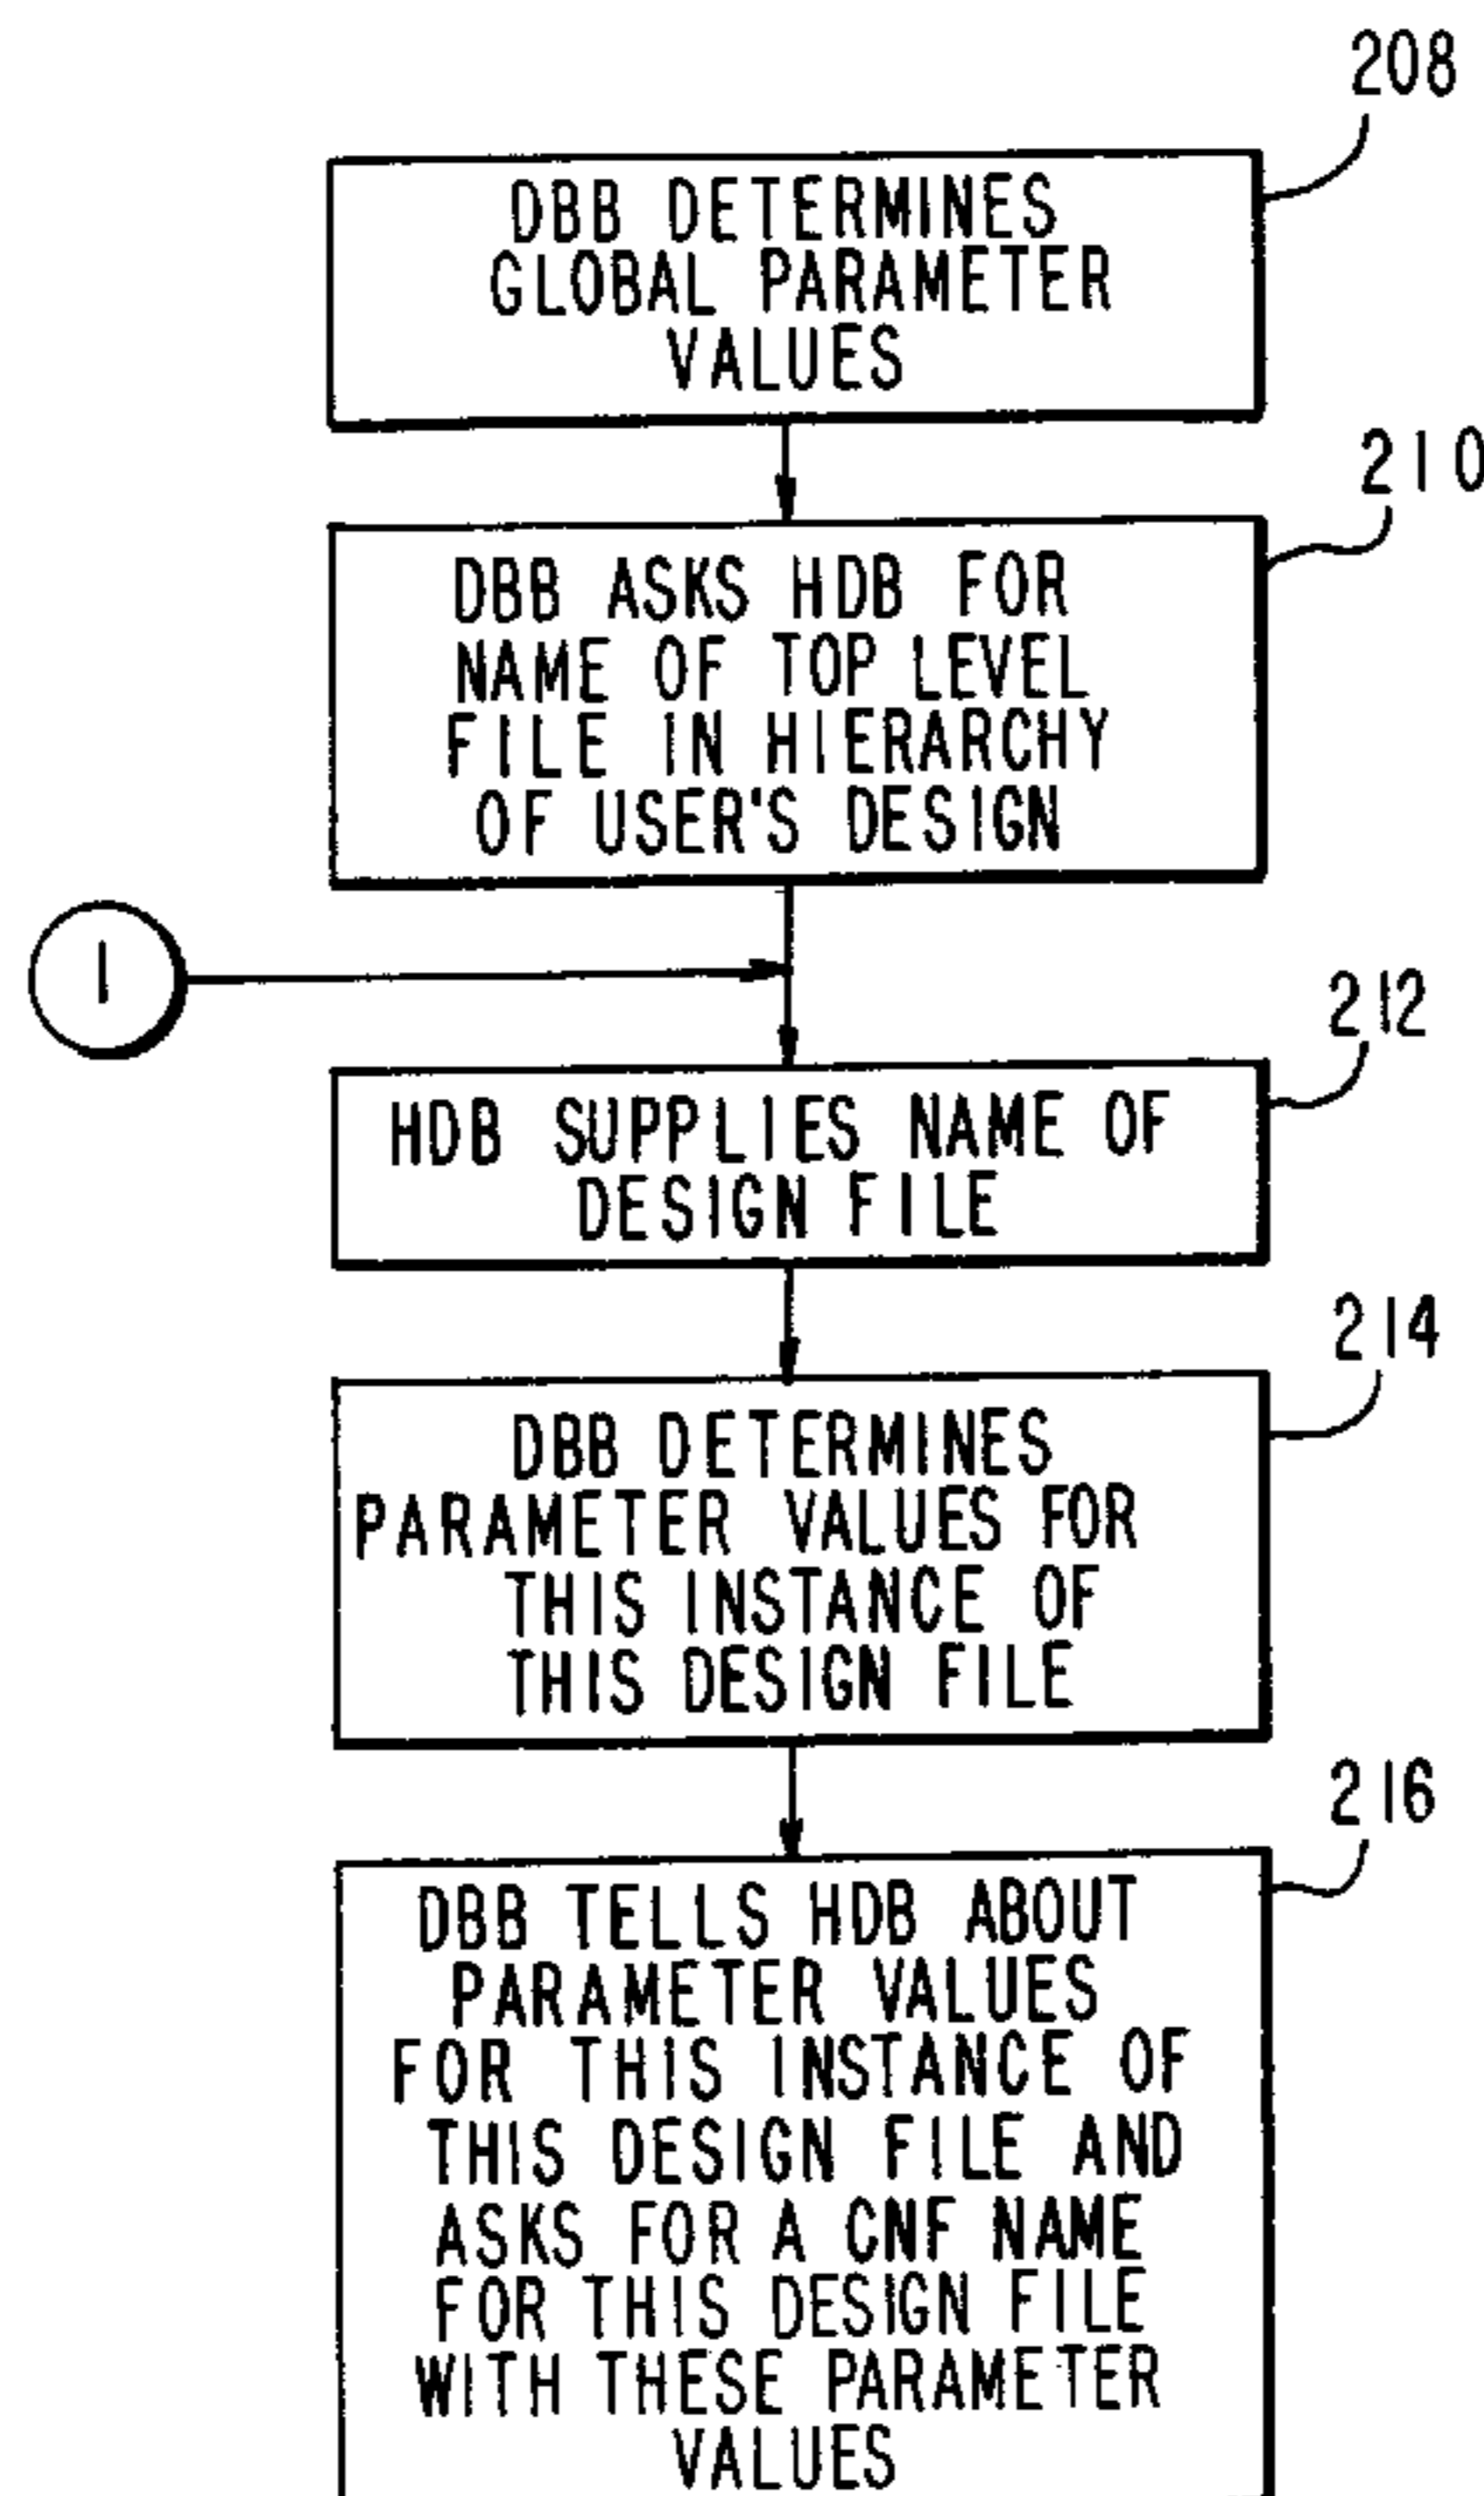 208
DBB DETERMINES
GLOBAL PARAMETER
VALUES
210
DBB ASKS HDB FOR
NAME OF TOP LEVEL
FILE IN HIERARCHY
OF USER'S DESIGN
1
212
HDB SUPPLIES NAME OF
DESIGN FILE
214
DBB DETERMINES
PARAMETER VALUES FOR
THIS INSTANCE OF
THIS DESIGN FILE
216
DBB TELLS HDB ABOUT
PARAMETER VALUES
FOR THIS INSTANCE OF
THIS DESIGN FILE AND
ASKS FOR A CNF NAME
FOR THIS DESIGN FILE
WITH THESE PARAMETER
VALUES